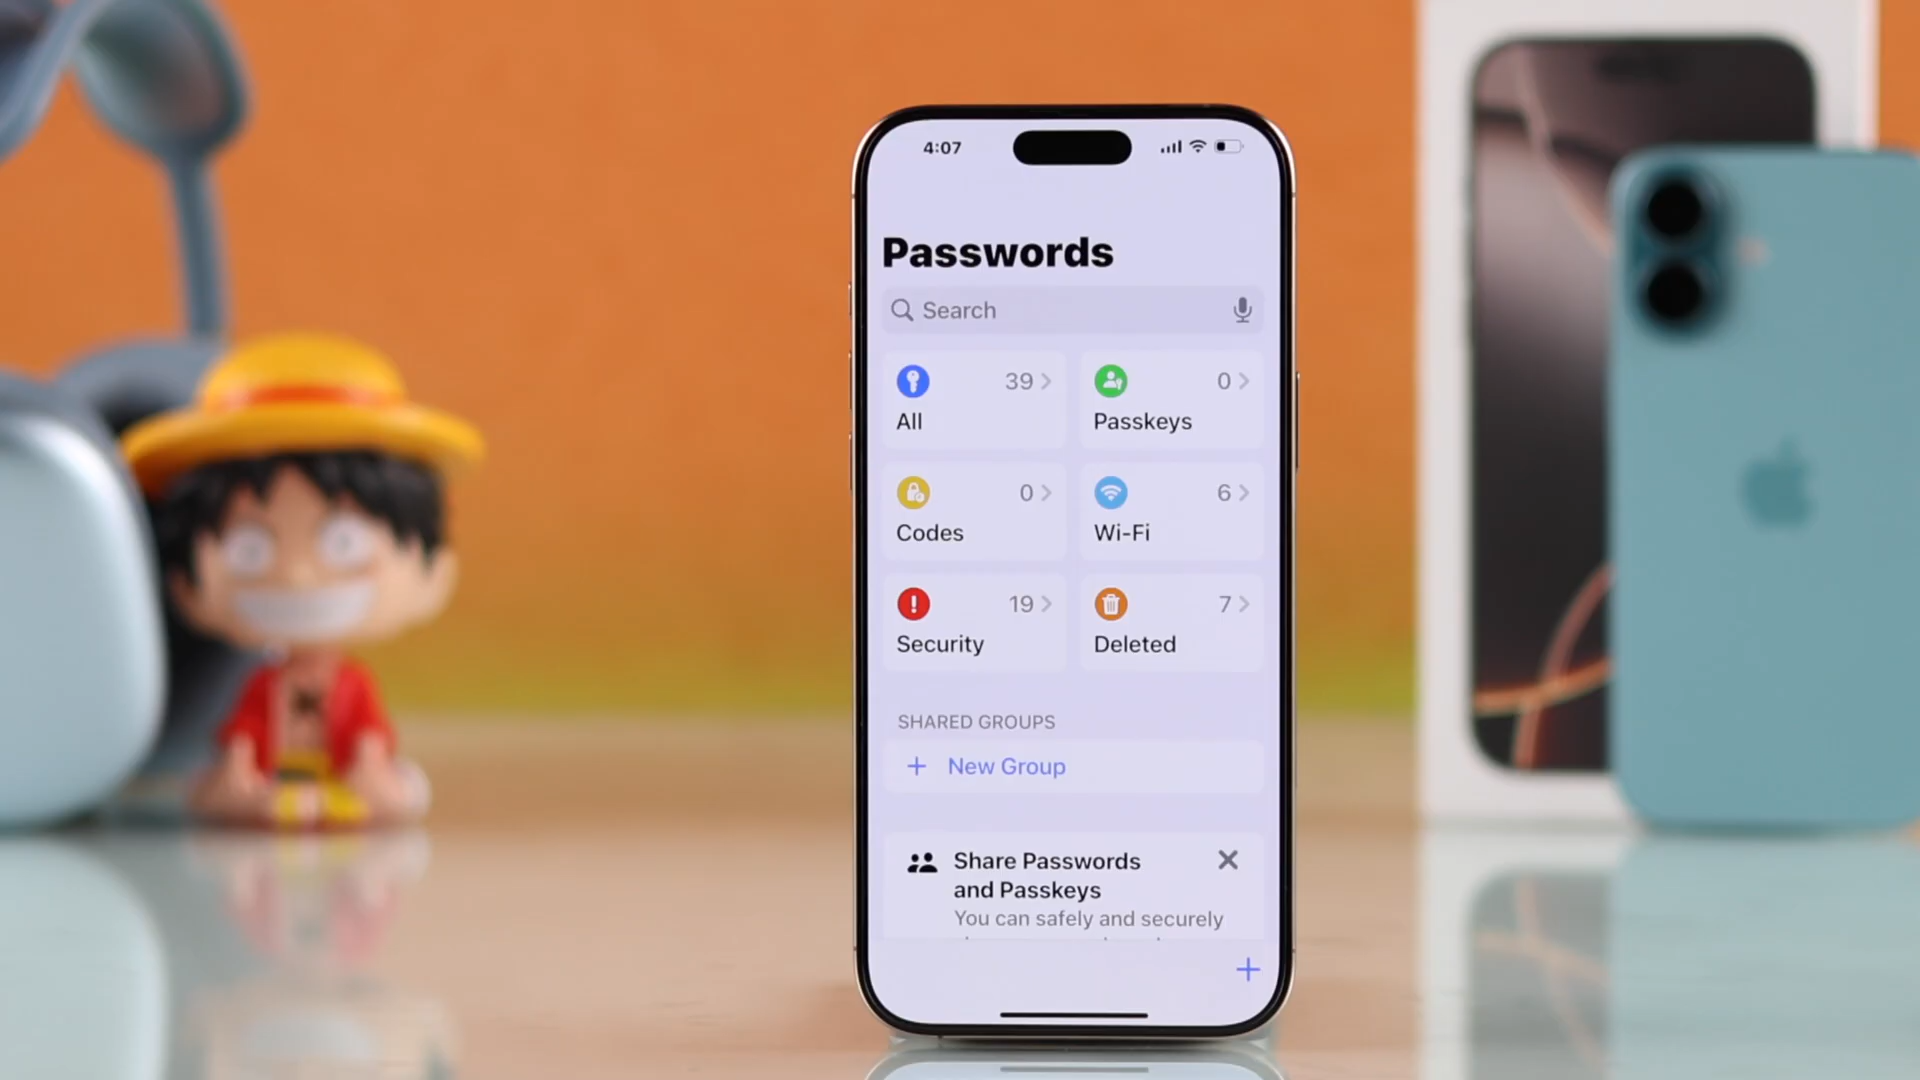 4:07
Passwords
Search
39
All
0
Passkeys
0
Codes
6
Wi-Fi
19
Security
7
Deleted
SHARED GROUPS
+ New Group
Share Passwords
and Passkeys
You can safely and securely
+